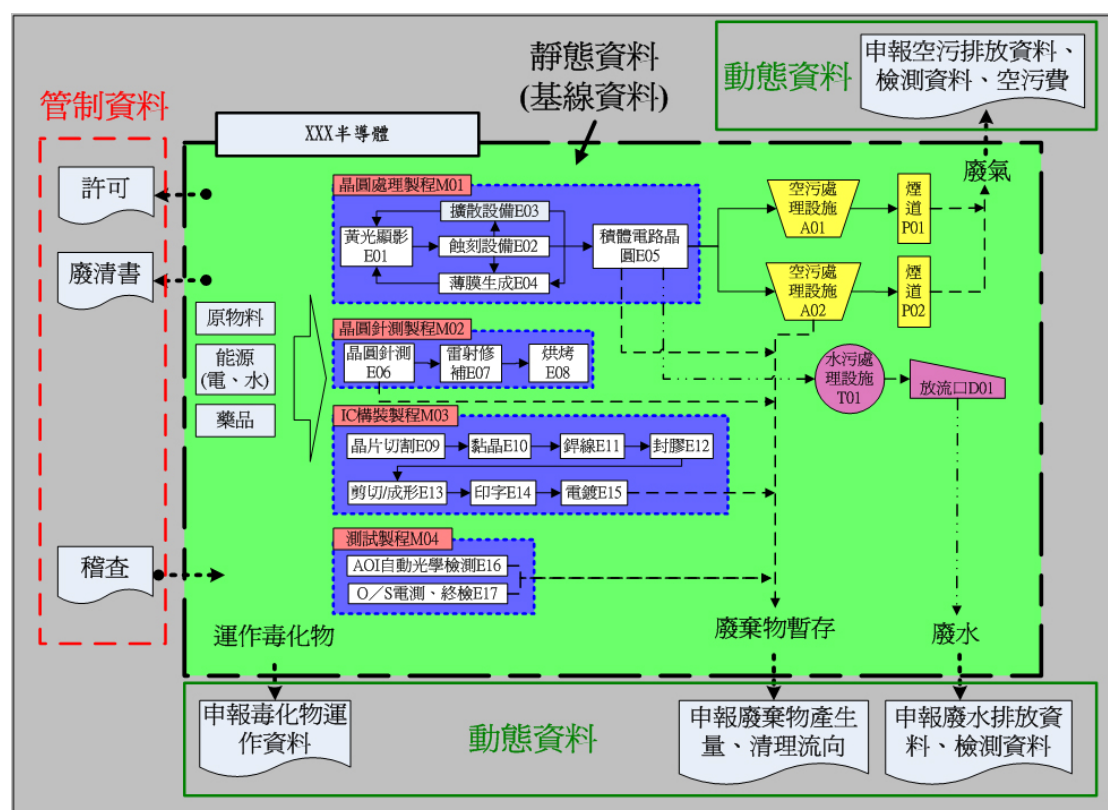 申報空污排放資料、
檢測資料、空污費
動態資料
靜態資料
(基線資料)
管制資料
XXX半導體
許可
廢清書
稽查
廢氣
晶圓處理製程M01
擴散設備E03
黃光顯影
E01
蝕刻設備E02
薄膜生成E04
積體電路晶
圓E05
空污處
理設施
A01
煙
道
P01
空污處
理設施
A02
煙
道
P02
原物料
能源
(電、水)
藥品
晶圓針測製程M02
晶圓針測
E06
雷射修
補E07
烘烤
E08
水污處
理設施
T01
放流口D01
IC構裝製程M03
晶片切割E09
黏晶E10
銲線E11
封膠E12
剪切/成形E13
印字E14
電鍍E15
測試製程M04
AOI自動光學檢測E16
O／S電測、終檢E17
運作毒化物
廢棄物暫存
廢水
申報毒化物運
作資料
動態資料
申報廢棄物產生
量、清理流向
申報廢水排放資
料、檢測資料